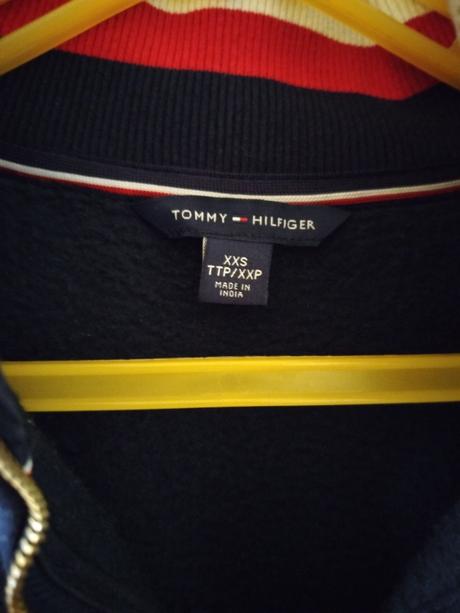 TOMMY HILFIGER
XXS
TTP/XXP
MADE IN
INDIA